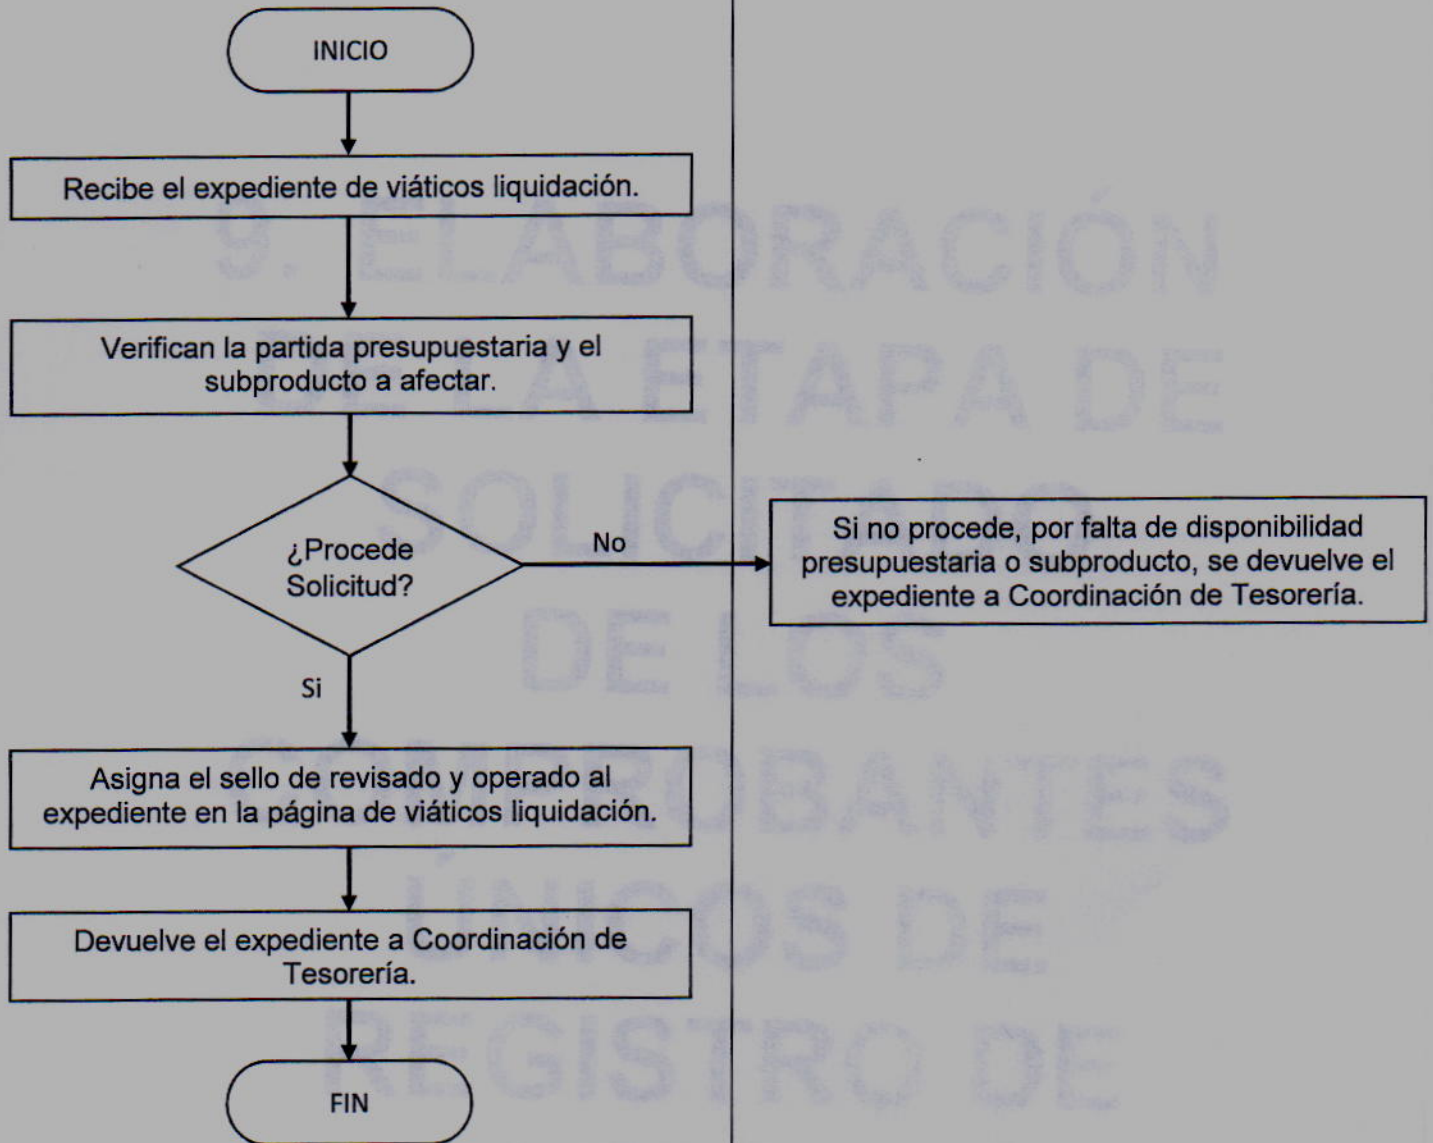 INICIO
Recibe el expediente de viáticos liquidación.
Verifican la partida presupuestaria y el
subproducto a afectar.
¿Procede
Solicitud?
No
Si no procede, por falta de disponibilidad
presupuestaria o subproducto, se devuelve el
expediente a Coordinación de Tesorería.
Si
Asigna el sello de revisado y operado al
expediente en la página de viáticos liquidación.
Devuelve el expediente a Coordinación de
Tesorería.
FIN
9. ELABORACIÓN
DE LA ETAPA DE
SOLICITADO
DE LOS
COMPROBANTES
ÚNICOS DE
REGISTRO DE